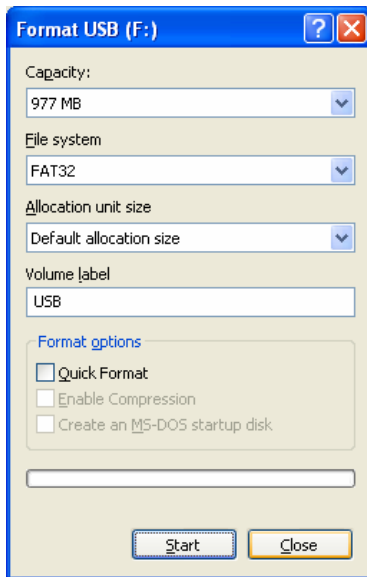 Format USB (F:)
Capacity:
977 MB
File system
FAT32
Allocation unit size
Default allocation size
Volume label
USB
Format options
Quick Format
Enable Compression
Create an MS-DOS startup disk
Start Close